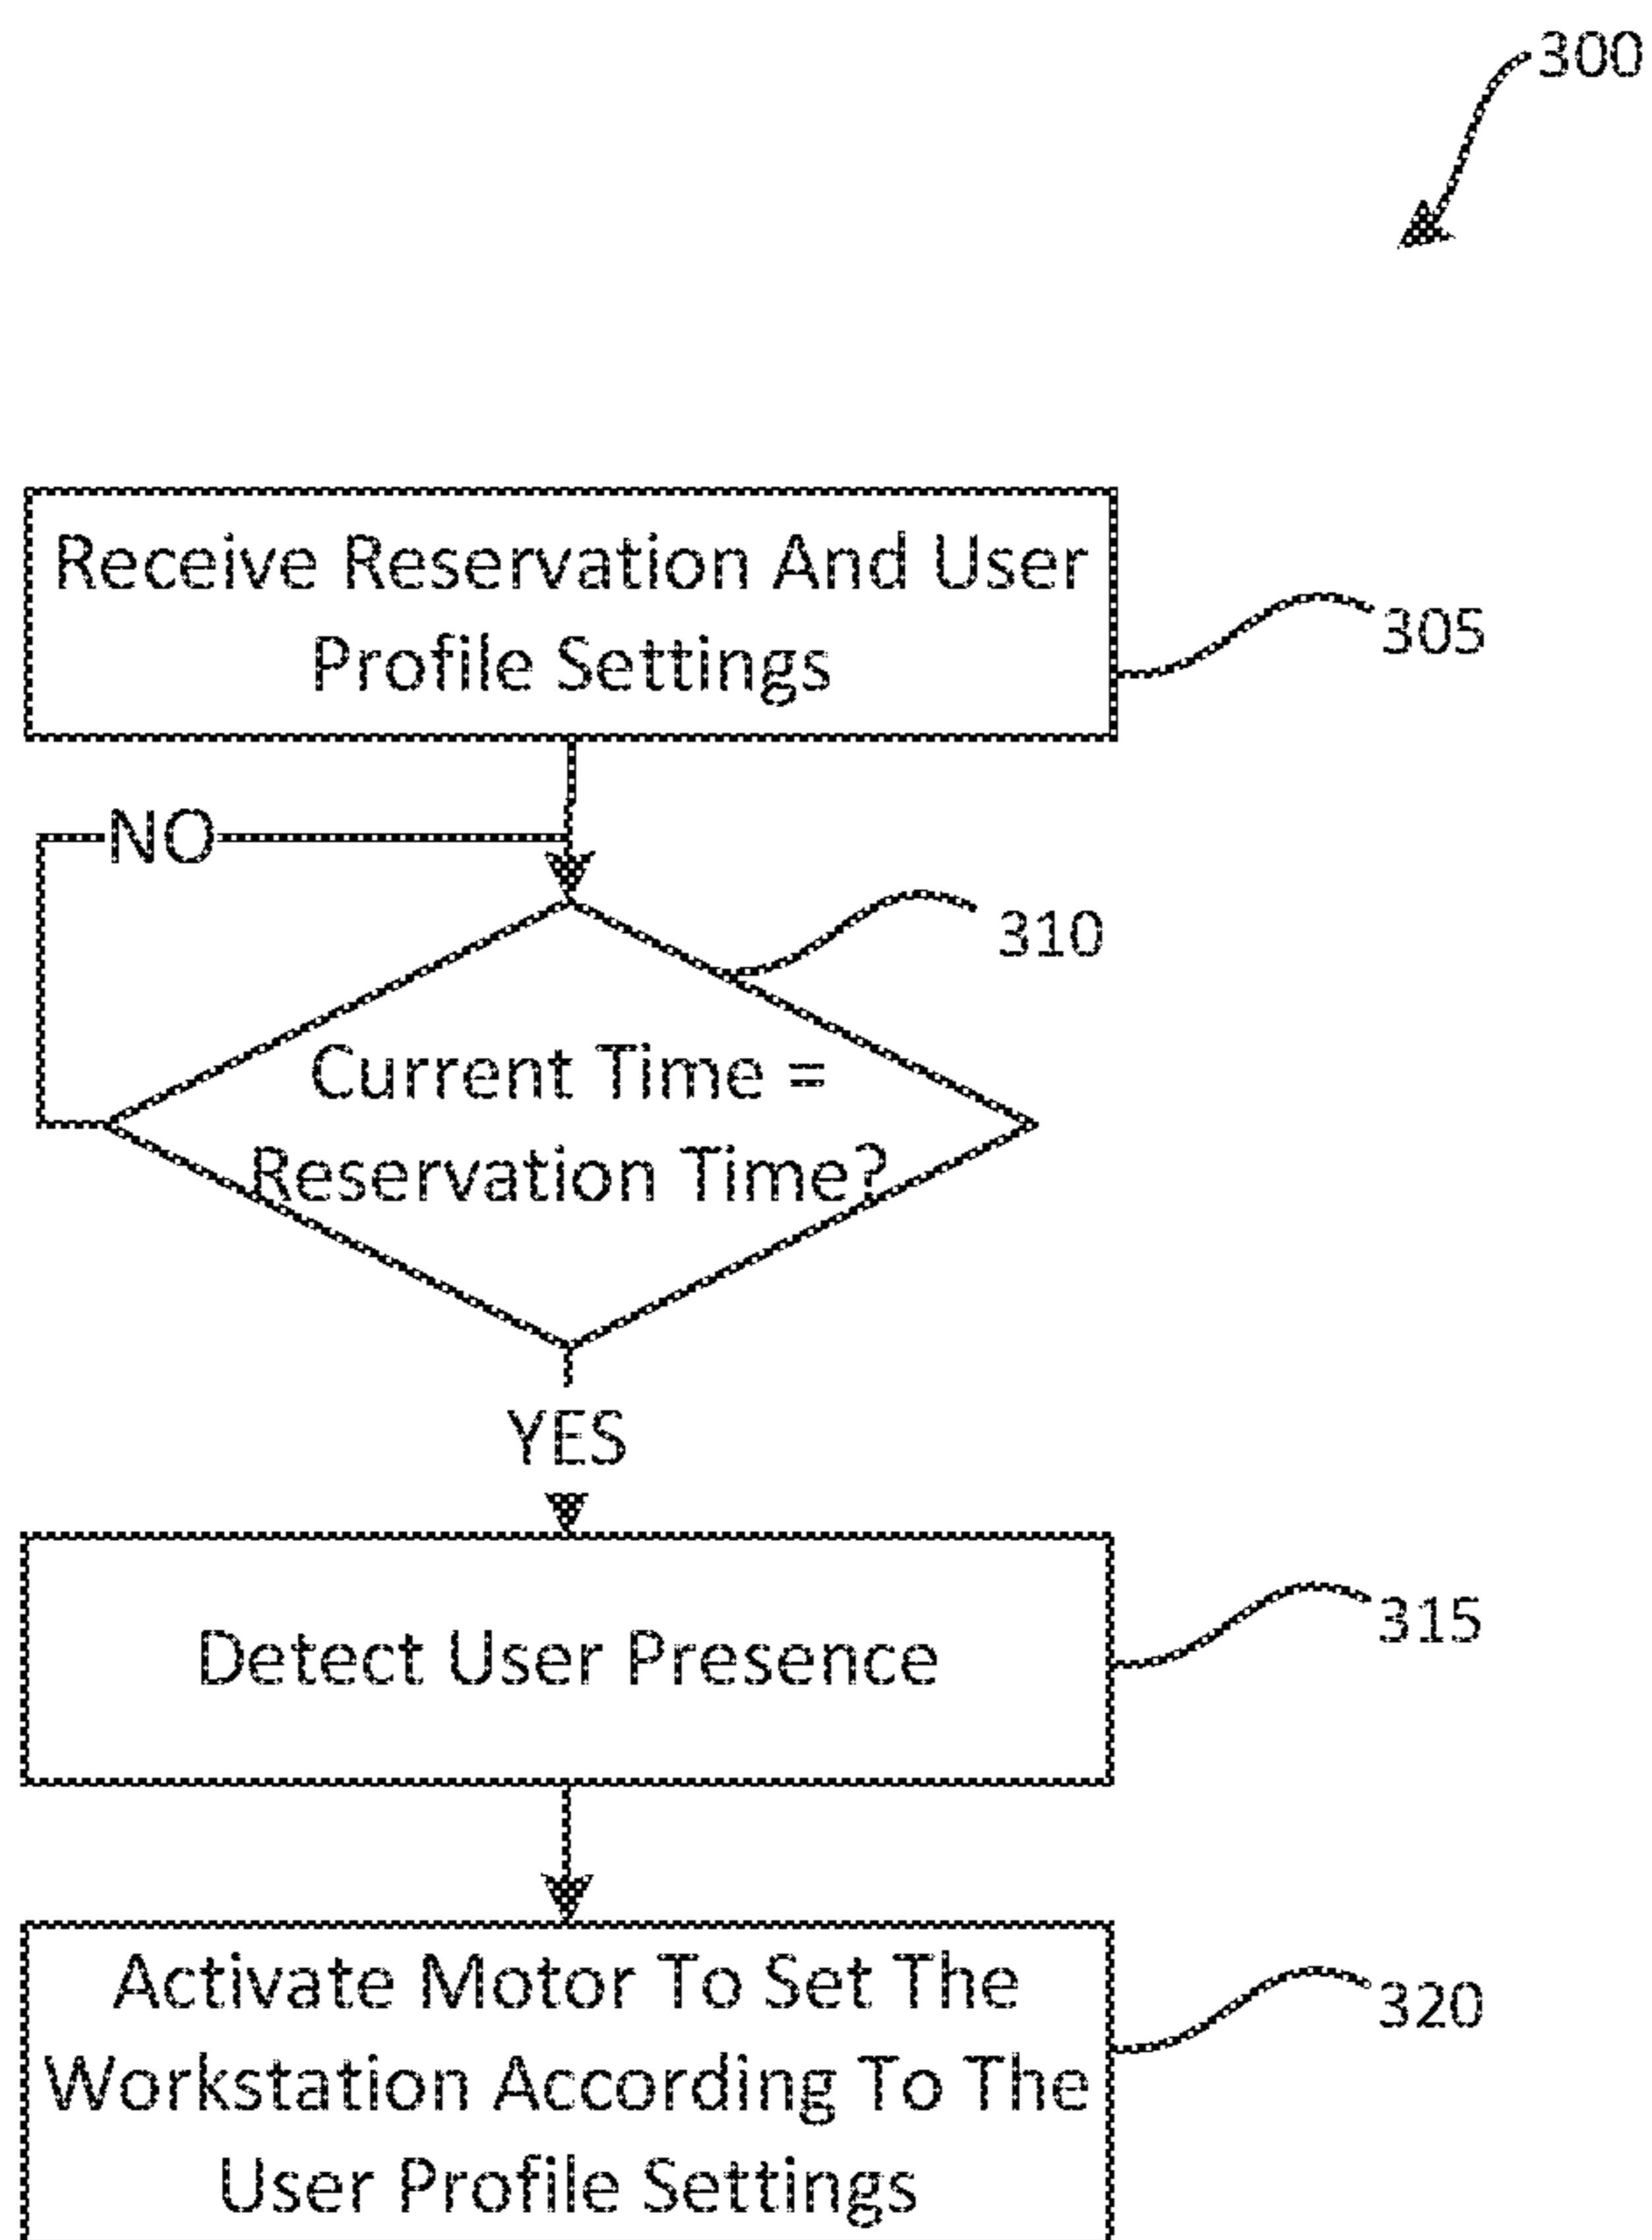 300
Receive Reservation And User
Profile Settings
305
NO
310
Current Time =
Reservation Time?
YES
Detect User Presence
315
Activate Motor To Set The
Workstation According To The
User Profile Settings
320